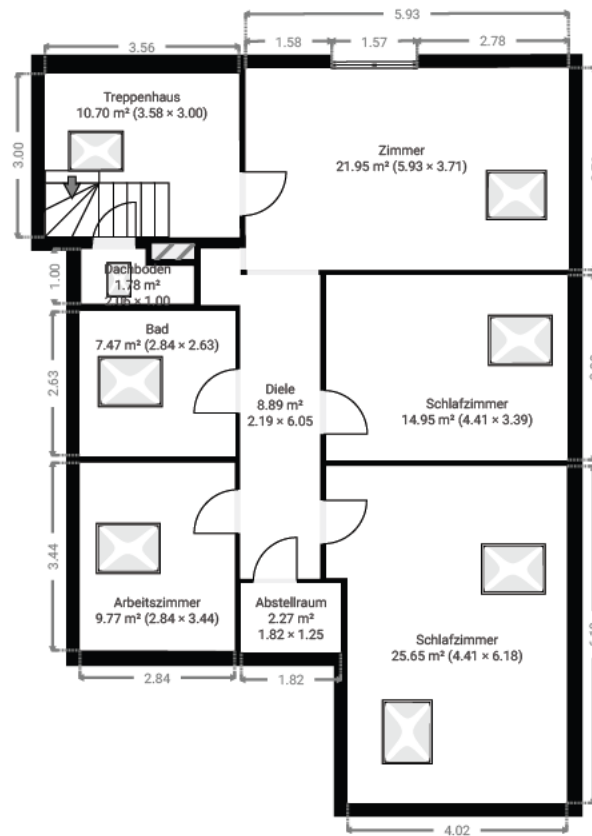 5.93
3.56
1.58
1.57
2.78
Treppenhaus
10.70 m² (3.58 × 3.00)
3.00
Zimmer
21.95 m² (5.93 × 3.71)
Dachboden
1.78 m²
1.00
1.00
Bad
7.47 m² (2.84 × 2.63)
2.63
Diele
8.89 m²
2.19 × 6.05
Schlafzimmer
14.95 m² (4.41 × 3.39)
3.44
Arbeitszimmer
9.77 m² (2.84 × 3.44)
Abstellraum
2.27 m²
1.82 × 1.25
Schlafzimmer
25.65 m² (4.41 × 6.18)
2.84
1.82
4.02